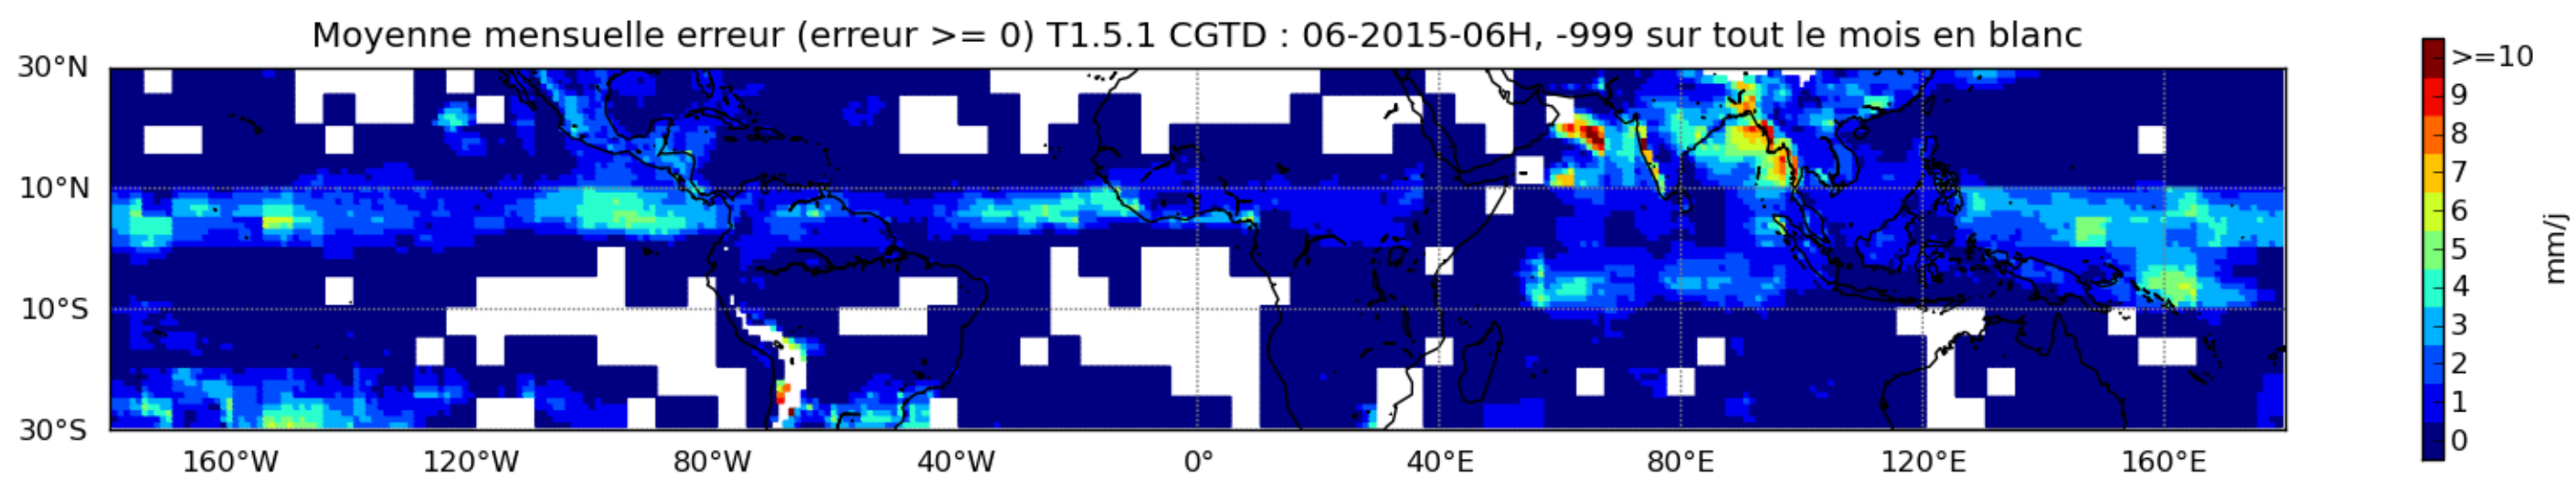 Moyenne mensuelle erreur (erreur >= 0) T1.5.1 CGTD : 06-2015-06H, -999 sur tout le mois en blanc
30°N
10°N
10°S
30°S
160°W 120°W 80°W 40°W 0° 40°E 80°E 120°E 160°E
>=10
9
8
7
6
5
4
3
2
1
0
mm/j